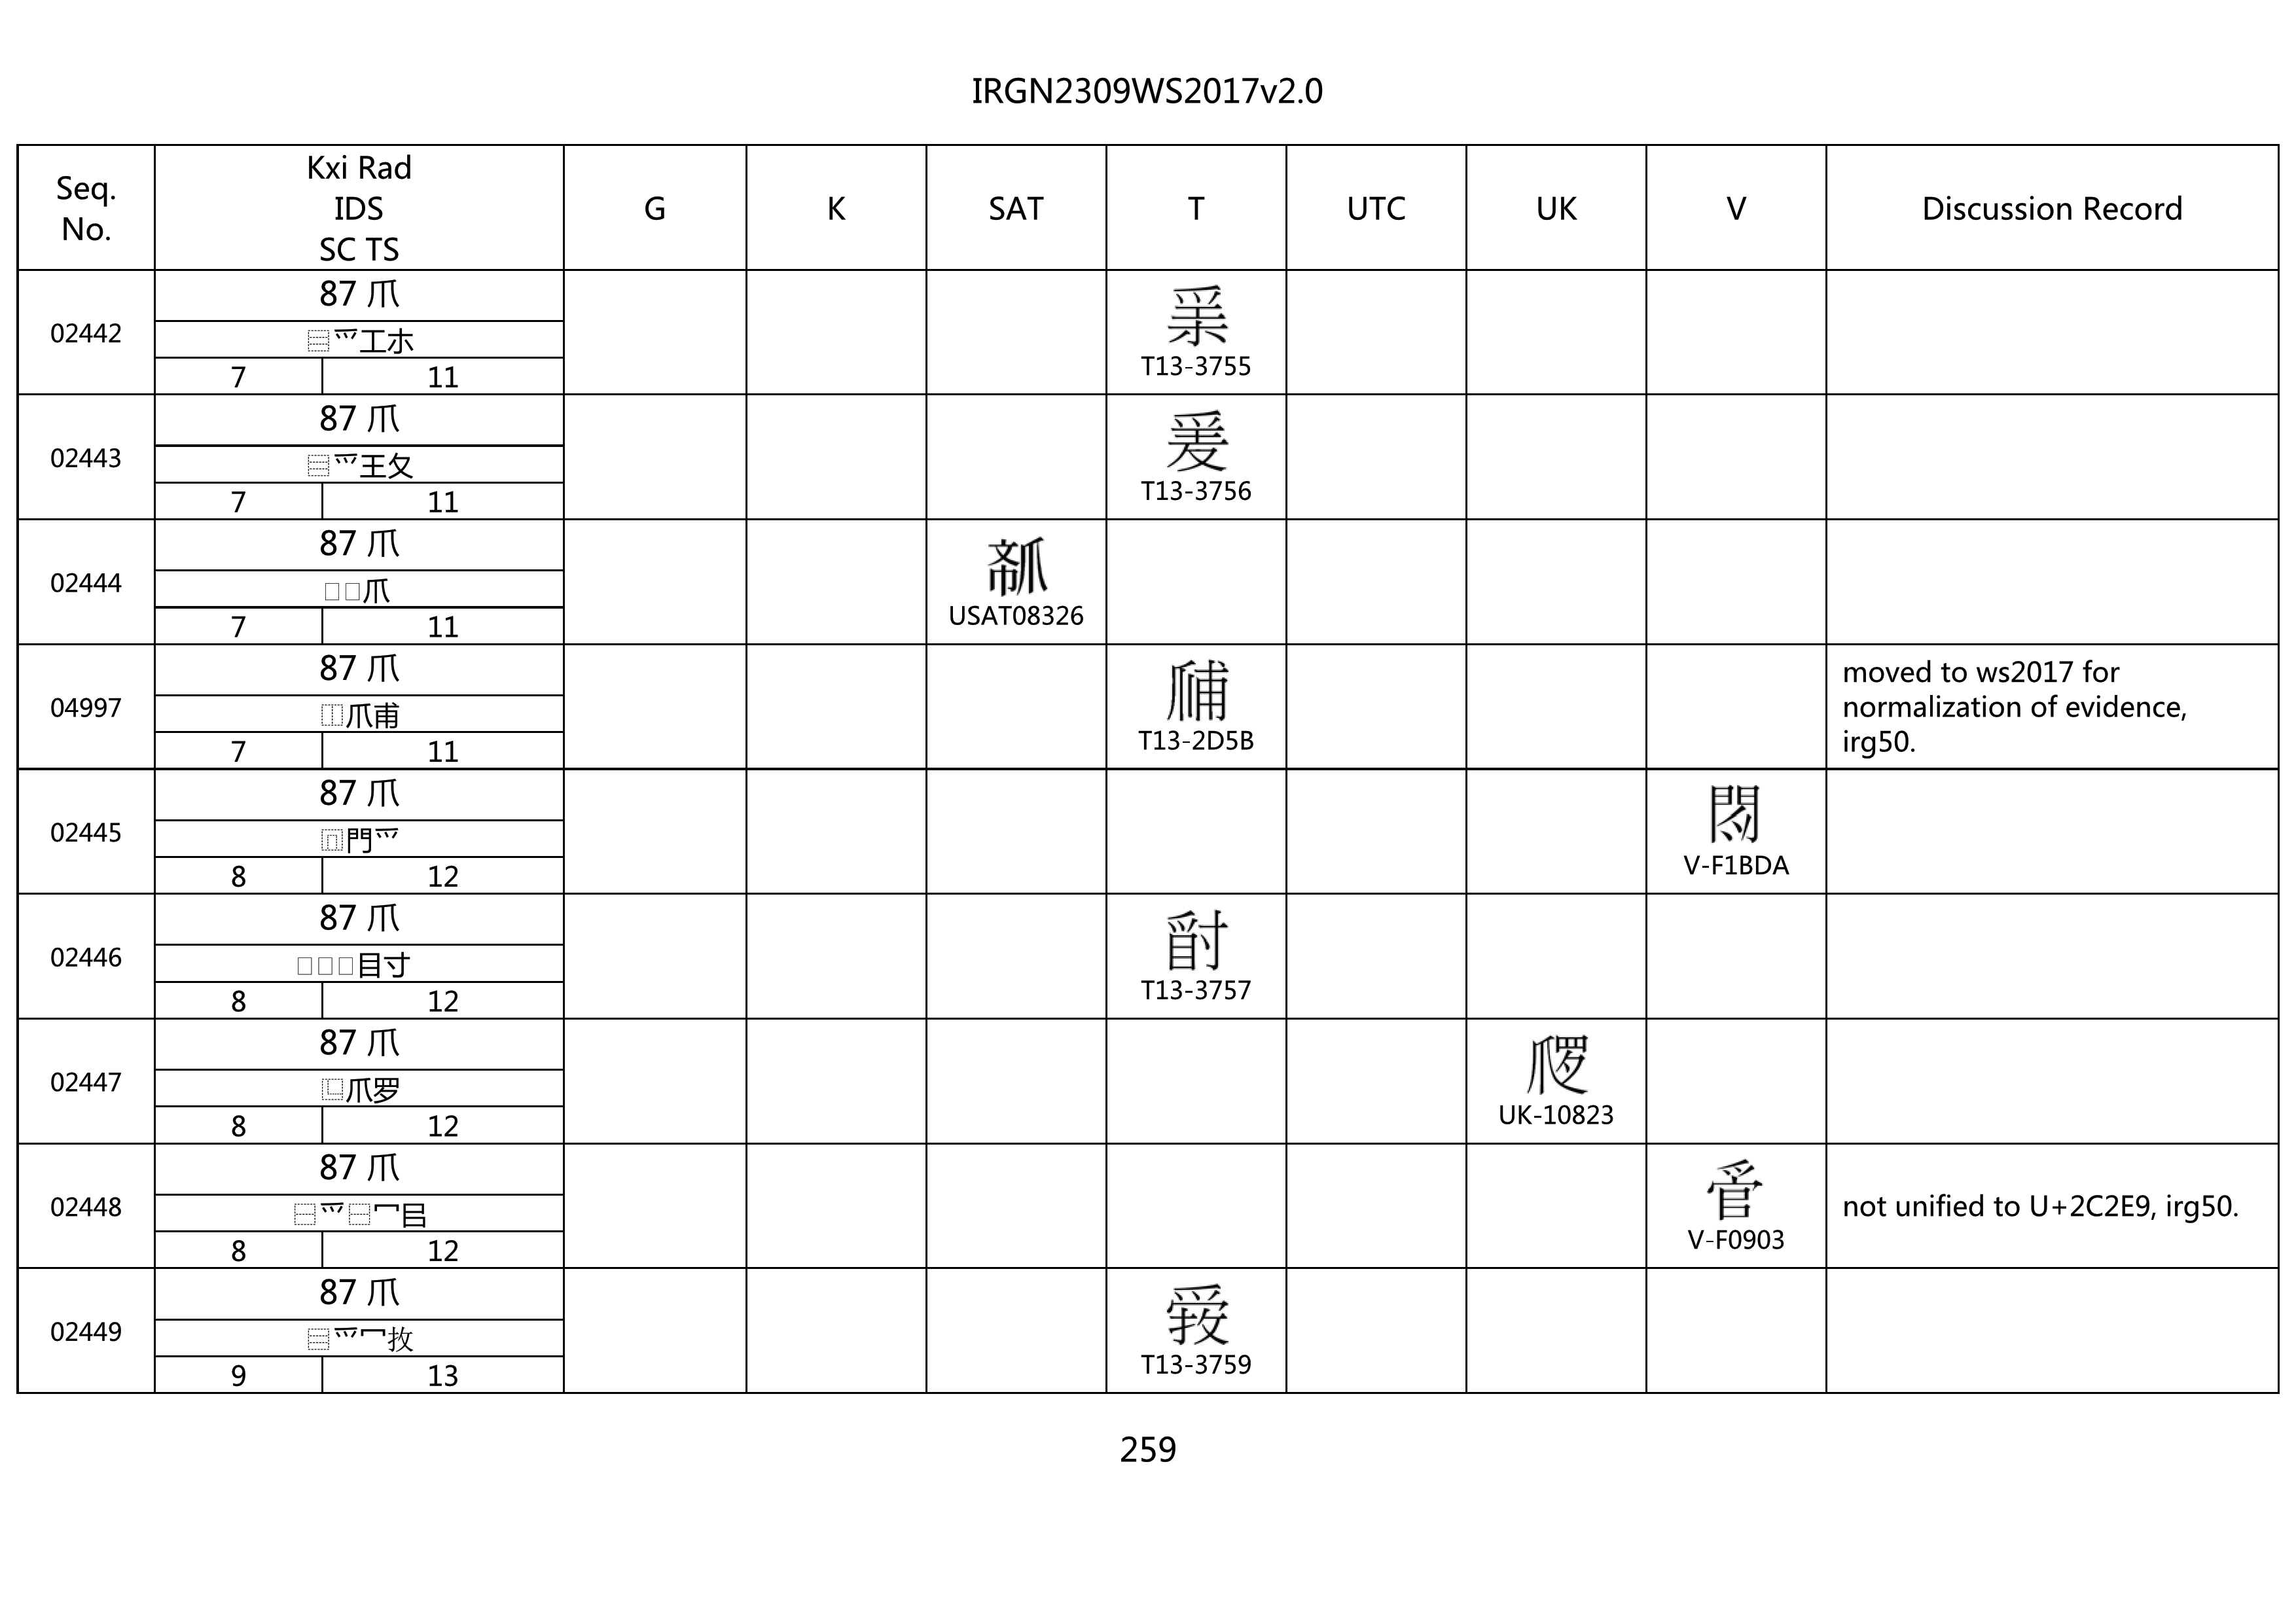 IRGN2309WS2017v2.0
Seq. No.
Kxi Rad
IDS
SC TS
G K SAT T UTC UK V Discussion Record
02442
87 爪
⿳爫工朩
7 11
T13-3755
02443
87 爪
⿳爫王夂
7 11
T13-3756
02444
87 爪
爪
7 11
USAT08326
04997
87 爪
⿰爪甫
7 11
T13-2D5B
moved to ws2017 for
normalization of evidence,
irg50.
02445
87 爪
⿵門爫
8 12
V-F1BDA
02446
87 爪
目寸
8 12
T13-3757
02447
87 爪
⿺爪罗
8 12
UK-10823
02448
87 爪
⿱爫⿱冖㠯
8 12
V-F0903
not unified to U+2C2E9, irg50.
02449
87 爪
⿳爫冖㧑
9 13
T13-3759
259